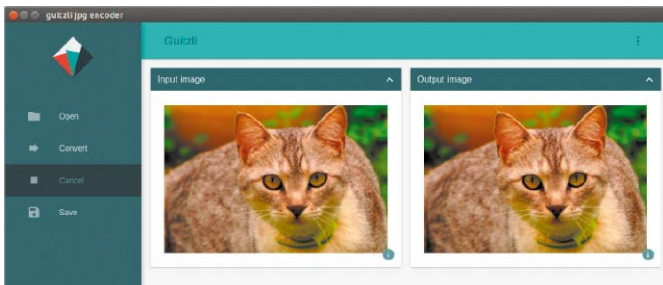 guitzli jpg encoder
Guitzli
Input image
Output image
Open
Convert
Cancel
Save